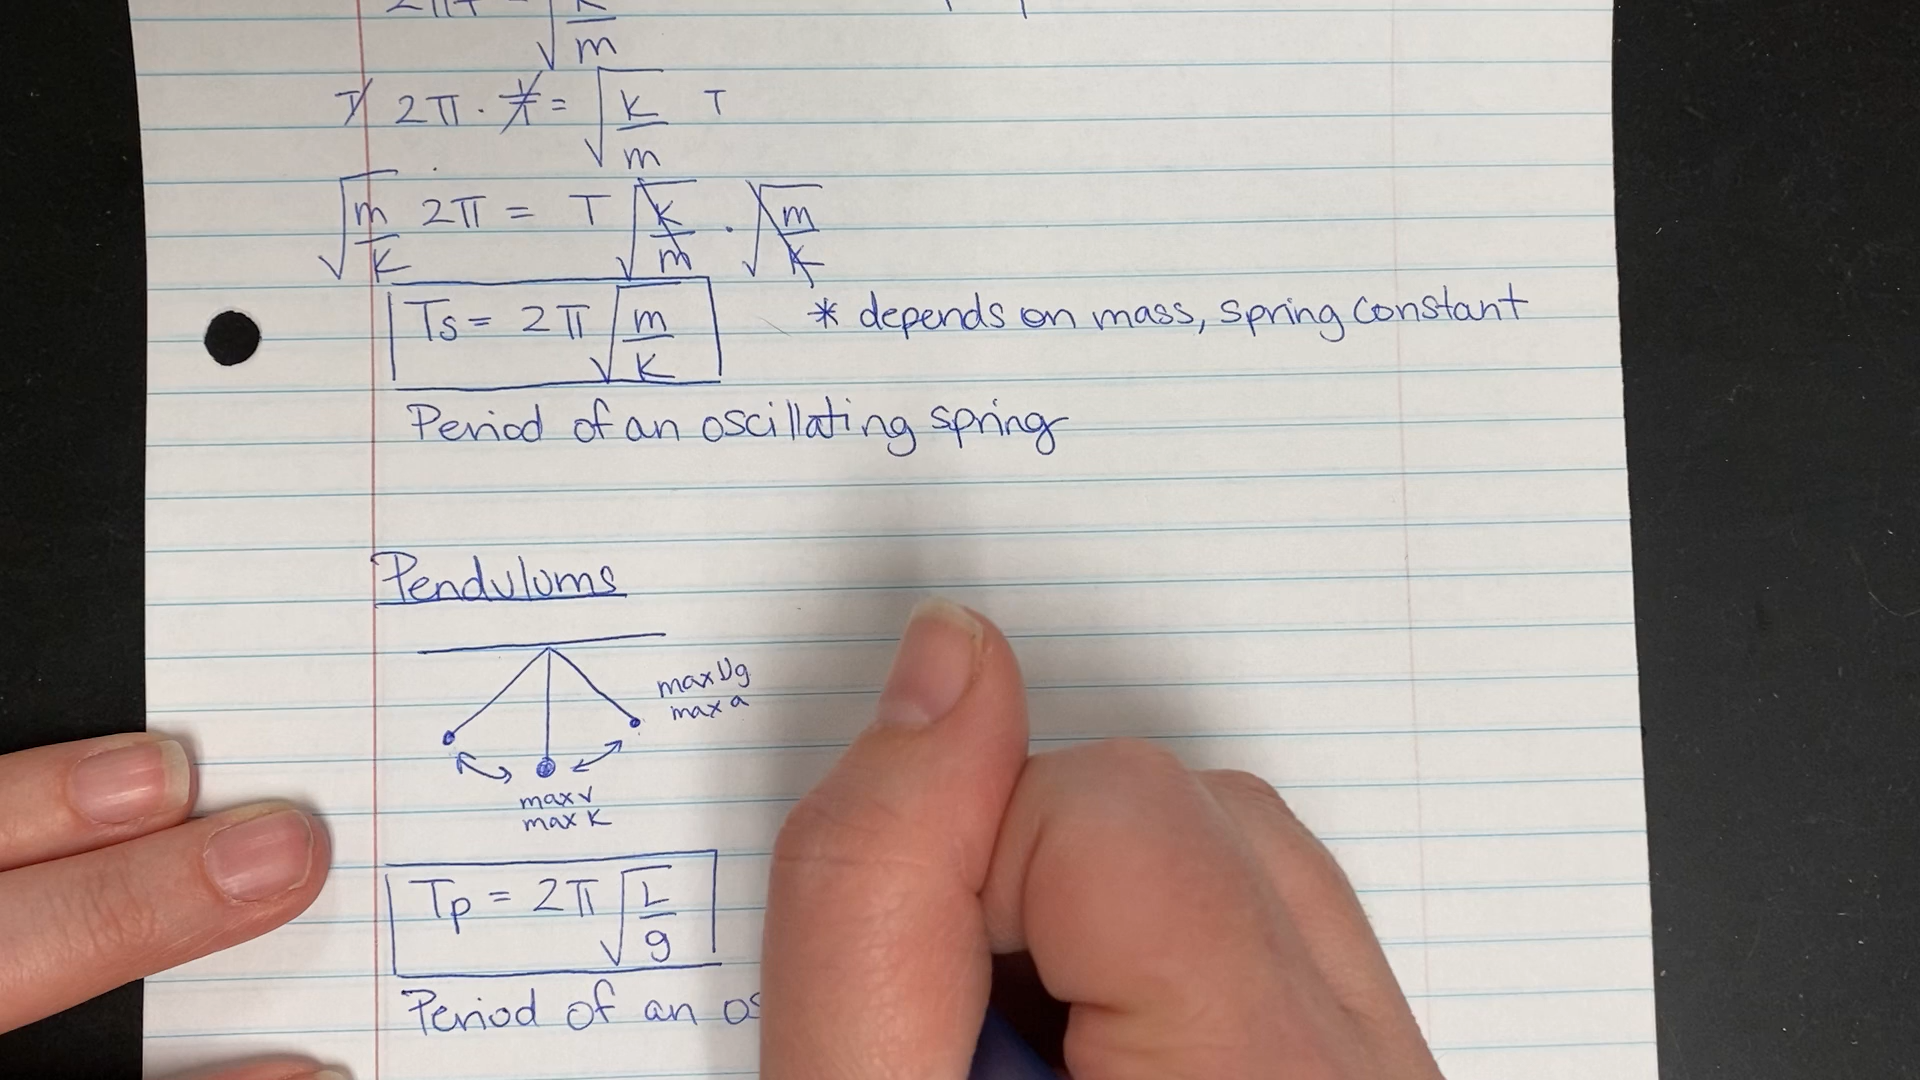 m
T 2π · 1/T = √k/m T
√m/k 2π = T √k/m · √m/k
Ts = 2π √m/k * depends on mass, spring constant
Period of an oscillating spring
Pendulums
max Ug
max a
max v
max K
Tp = 2π √L/g
Period of an os